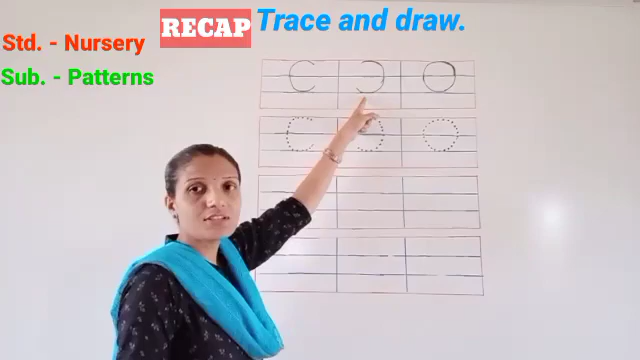 RECAP Trace and draw.
Std. - Nursery
Sub. - Patterns